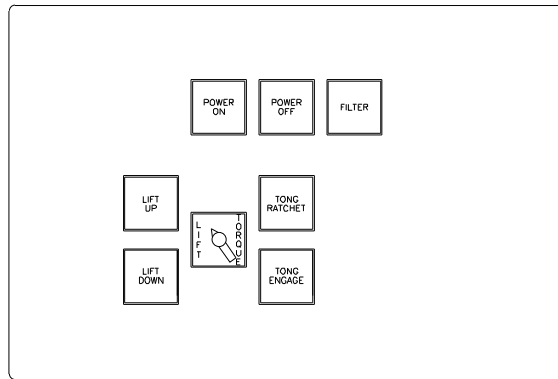 POWER
ON
POWER
OFF
FILTER
LIFT
UP
TONG
RATCHET
LIFT
TORQUE
LIFT
DOWN
TONG
ENGAGE